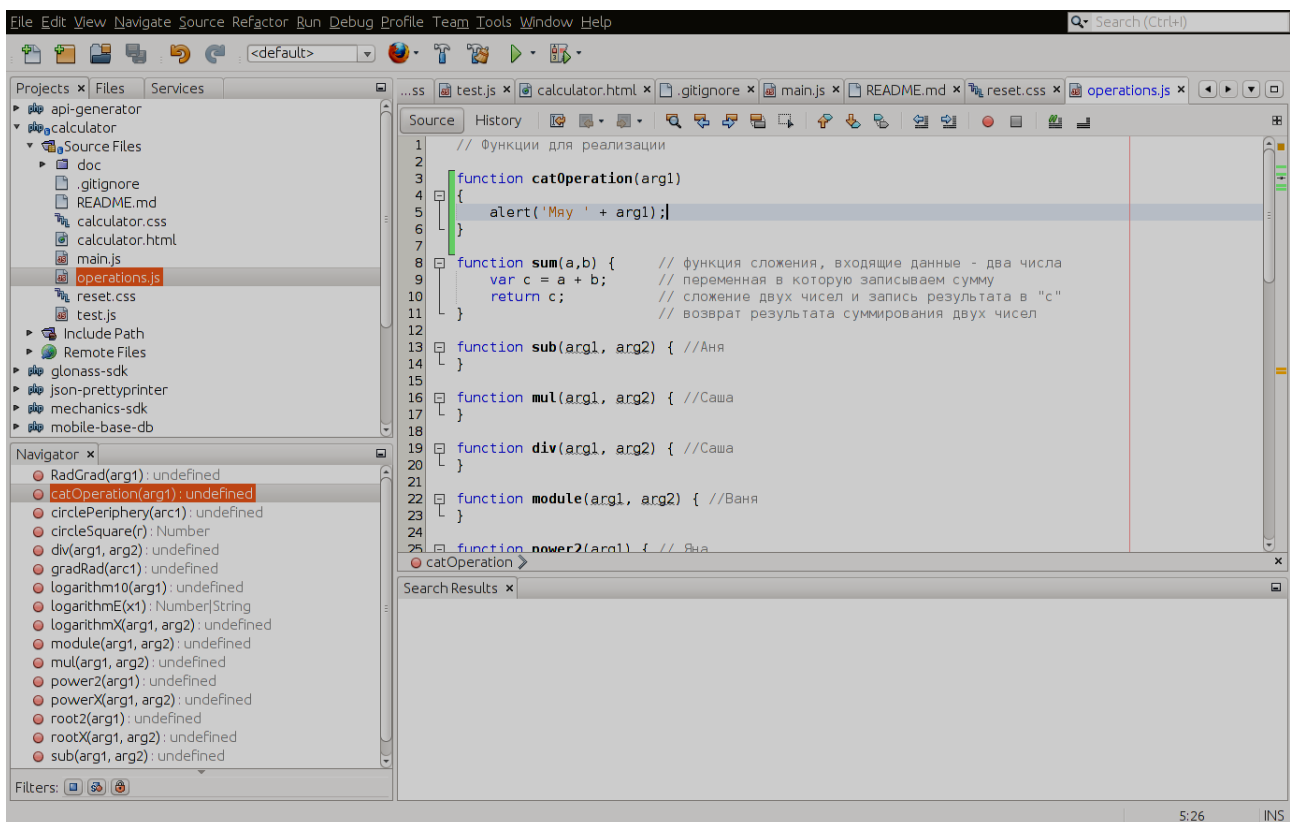 File Edit View Navigate Source Refactor Run Debug Profile Team Tools Window Help
Search (Ctrl+I)
<default>
Projects Files Services
api-generator
calculator
Source Files
doc
.gitignore
README.md
calculator.css
calculator.html
main.js
operations.js
reset.css
test.js
Include Path
Remote Files
glonass-sdk
json-prettyprinter
mechanics-sdk
mobile-base-db
Navigator
RadGrad(arg1) : undefined
catOperation(arg1) : undefined
circlePeriphery(arc1) : undefined
circleSquare(r) : Number
div(arg1, arg2) : undefined
gradRad(arc1) : undefined
logarithm10(arg1) : undefined
logarithmE(x1) : Number|String
logarithmX(arg1, arg2) : undefined
module(arg1, arg2) : undefined
mul(arg1, arg2) : undefined
power2(arg1) : undefined
powerX(arg1, arg2) : undefined
root2(arg1) : undefined
rootX(arg1, arg2) : undefined
sub(arg1, arg2) : undefined
Filters:
...ss test.js calculator.html .gitignore main.js README.md reset.css operations.js
Source History
1 // Функции для реализации
2
3 function catOperation(arg1)
4 {
5 alert('Мяу ' + arg1);
6 }
7
8 function sum(a,b) { // функция сложения, входящие данные - два числа
9 var c = a + b; // переменная в которую записываем сумму
10 return c; // сложение двух чисел и запись результата в "c"
11 } // возврат результата суммирования двух чисел
12
13 function sub(arg1, arg2) { //Аня
14 }
15
16 function mul(arg1, arg2) { //Саша
17 }
18
19 function div(arg1, arg2) { //Саша
20 }
21
22 function module(arg1, arg2) { //Ваня
23 }
24
25 function power2(arg1) { // Яна
catOperation
Search Results
5:26 INS